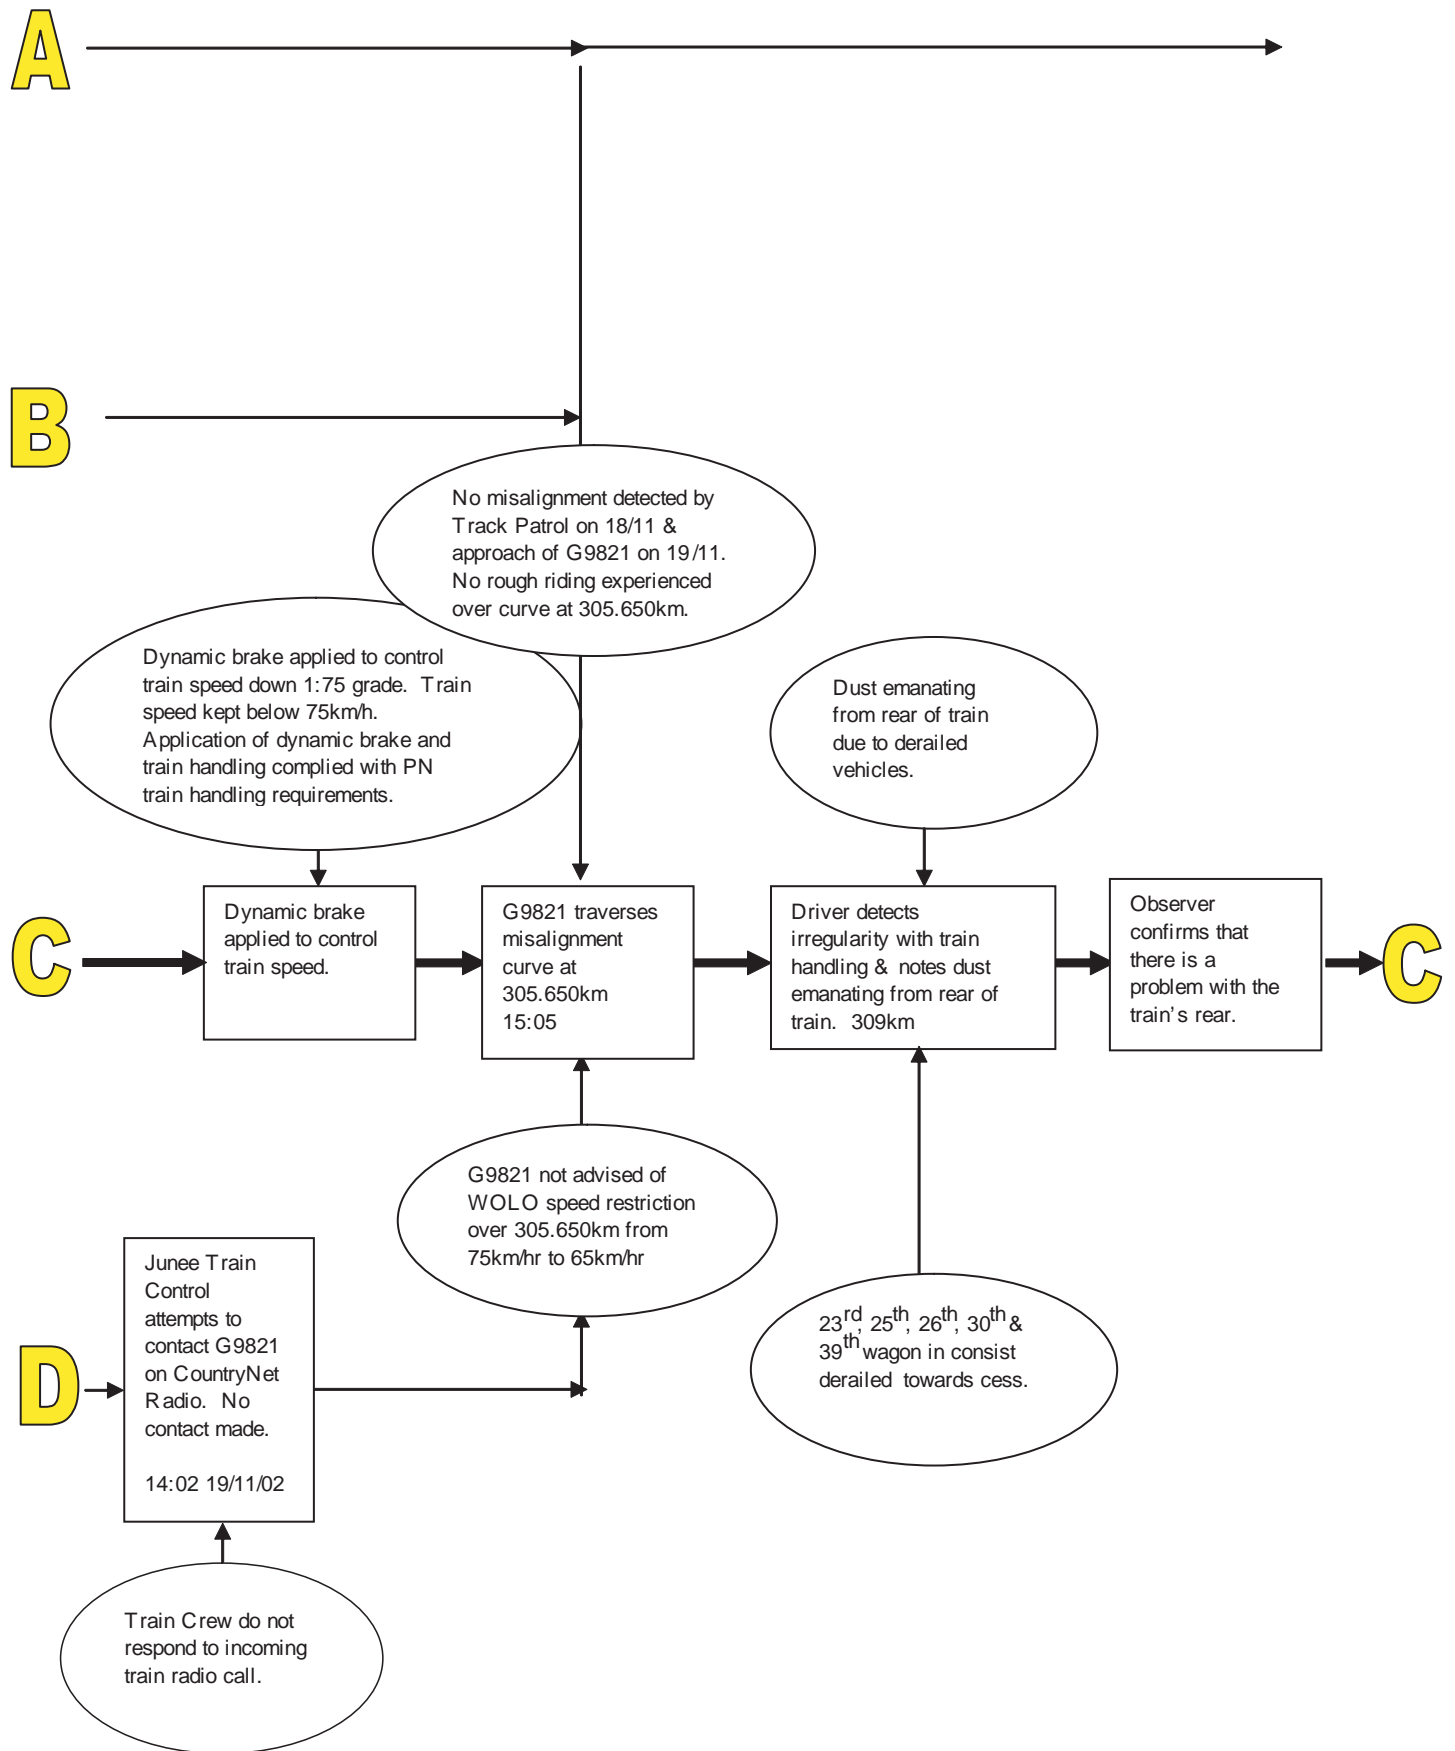 A
B
No misalignment detected by
Track Patrol on 18/11 &
approach of G9821 on 19/11.
No rough riding experienced
over curve at 305.650km.
Dynamic brake applied to control
train speed down 1:75 grade. Train
speed kept below 75km/h.
Application of dynamic brake and
train handling complied with PN
train handling requirements.
Dust emanating
from rear of train
due to derailed
vehicles.
C
Dynamic brake
applied to control
train speed.
G9821 traverses
misalignment
curve at
305.650km
15:05
Driver detects
irregularity with train
handling & notes dust
emanating from rear of
train. 309km
Observer
confirms that
there is a
problem with the
train's rear.
C
G9821 not advised of
WOLO speed restriction
over 305.650km from
75km/hr to 65km/hr
D
Junee Train
Control
attempts to
contact G9821
on CountryNet
Radio. No
contact made.
14:02 19/11/02
23rd, 25th, 26th, 30th &
39th wagon in consist
derailed towards cess.
Train Crew do not
respond to incoming
train radio call.